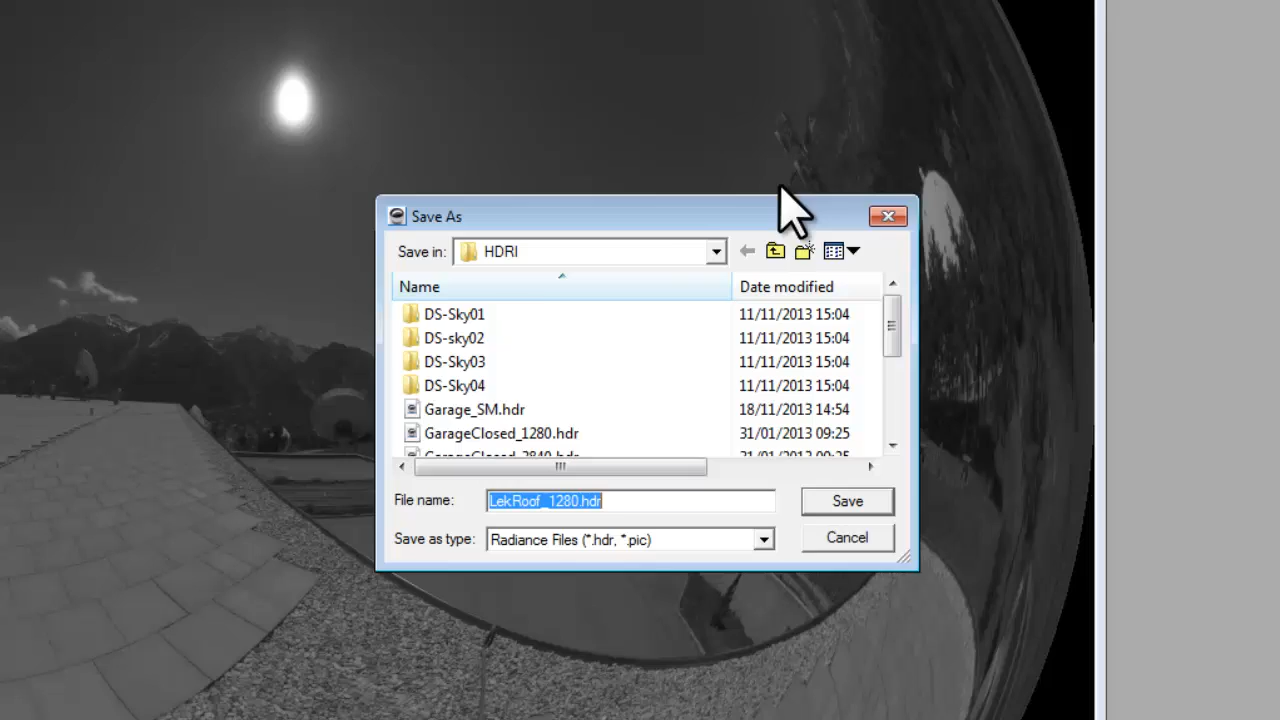 Save As
Save in: HDRI
Name Date modified
DS-Sky01 11/11/2013 15:04
DS-sky02 11/11/2013 15:04
DS-Sky03 11/11/2013 15:04
DS-Sky04 11/11/2013 15:04
Garage_SM.hdr 18/11/2013 14:54
GarageClosed_1280.hdr 31/01/2013 09:25
File name: LekRoof_1280.hdr Save
Save as type: Radiance Files (*.hdr, *.pic) Cancel